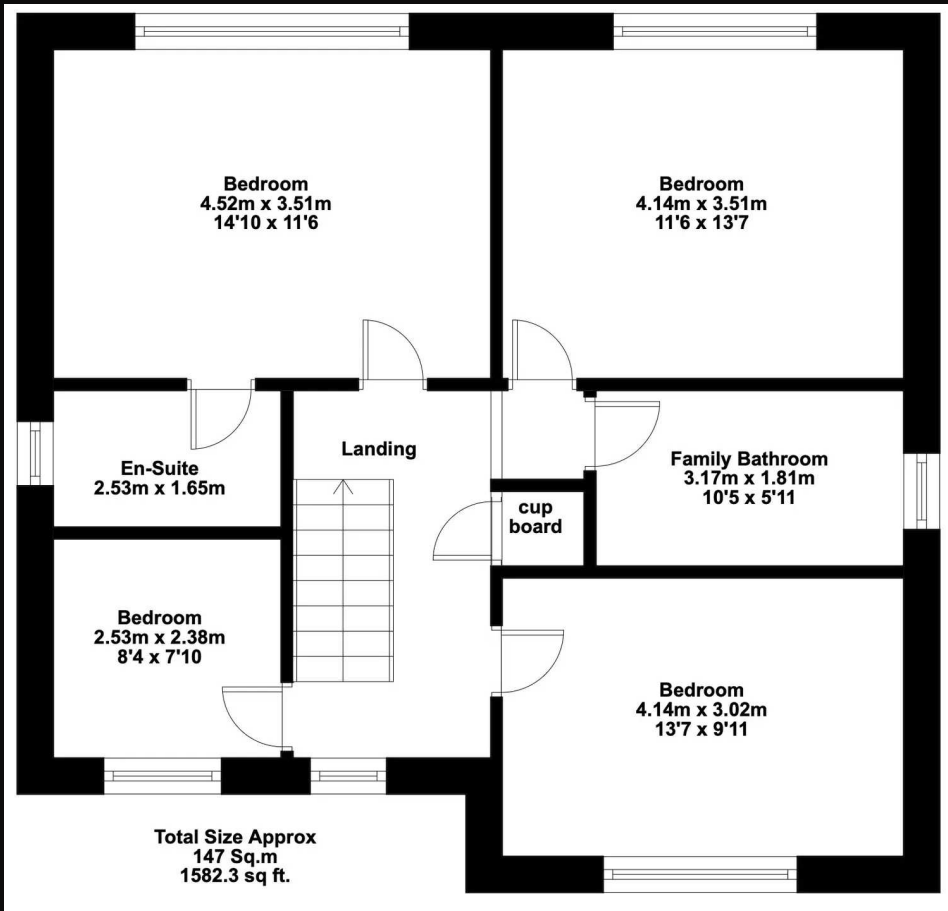 Bedroom
4.52m x 3.51m
14'10 x 11'6
Bedroom
4.14m x 3.51m
11'6 x 13'7
Landing
En-Suite
2.53m x 1.65m
Family Bathroom
3.17m x 1.81m
10'5 x 5'11
cup
board
Bedroom
2.53m x 2.38m
8'4 x 7'10
Bedroom
4.14m x 3.02m
13'7 x 9'11
Total Size Approx
147 Sq.m
1582.3 sq ft.